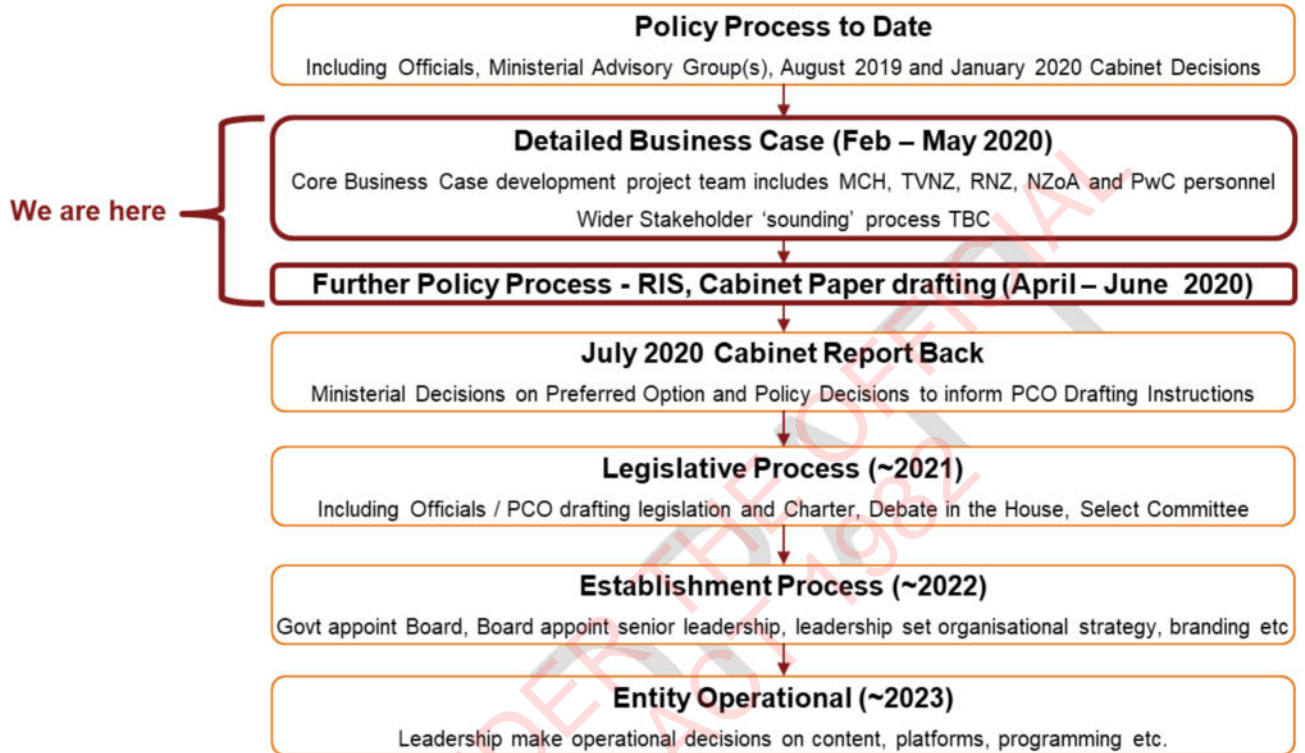 Policy Process to Date
Including Officials, Ministerial Advisory Group(s), August 2019 and January 2020 Cabinet Decisions
Detailed Business Case (Feb – May 2020)
Core Business Case development project team includes MCH, TVNZ, RNZ, NZoA and PwC personnel
Wider Stakeholder ‘sounding’ process TBC
We are here
Further Policy Process - RIS, Cabinet Paper drafting (April – June 2020)
July 2020 Cabinet Report Back
Ministerial Decisions on Preferred Option and Policy Decisions to inform PCO Drafting Instructions
Legislative Process (~2021)
Including Officials / PCO drafting legislation and Charter, Debate in the House, Select Committee
Establishment Process (~2022)
Govt appoint Board, Board appoint senior leadership, leadership set organisational strategy, branding etc
Entity Operational (~2023)
Leadership make operational decisions on content, platforms, programming etc.
THE OFFICIAL
ACT 1982